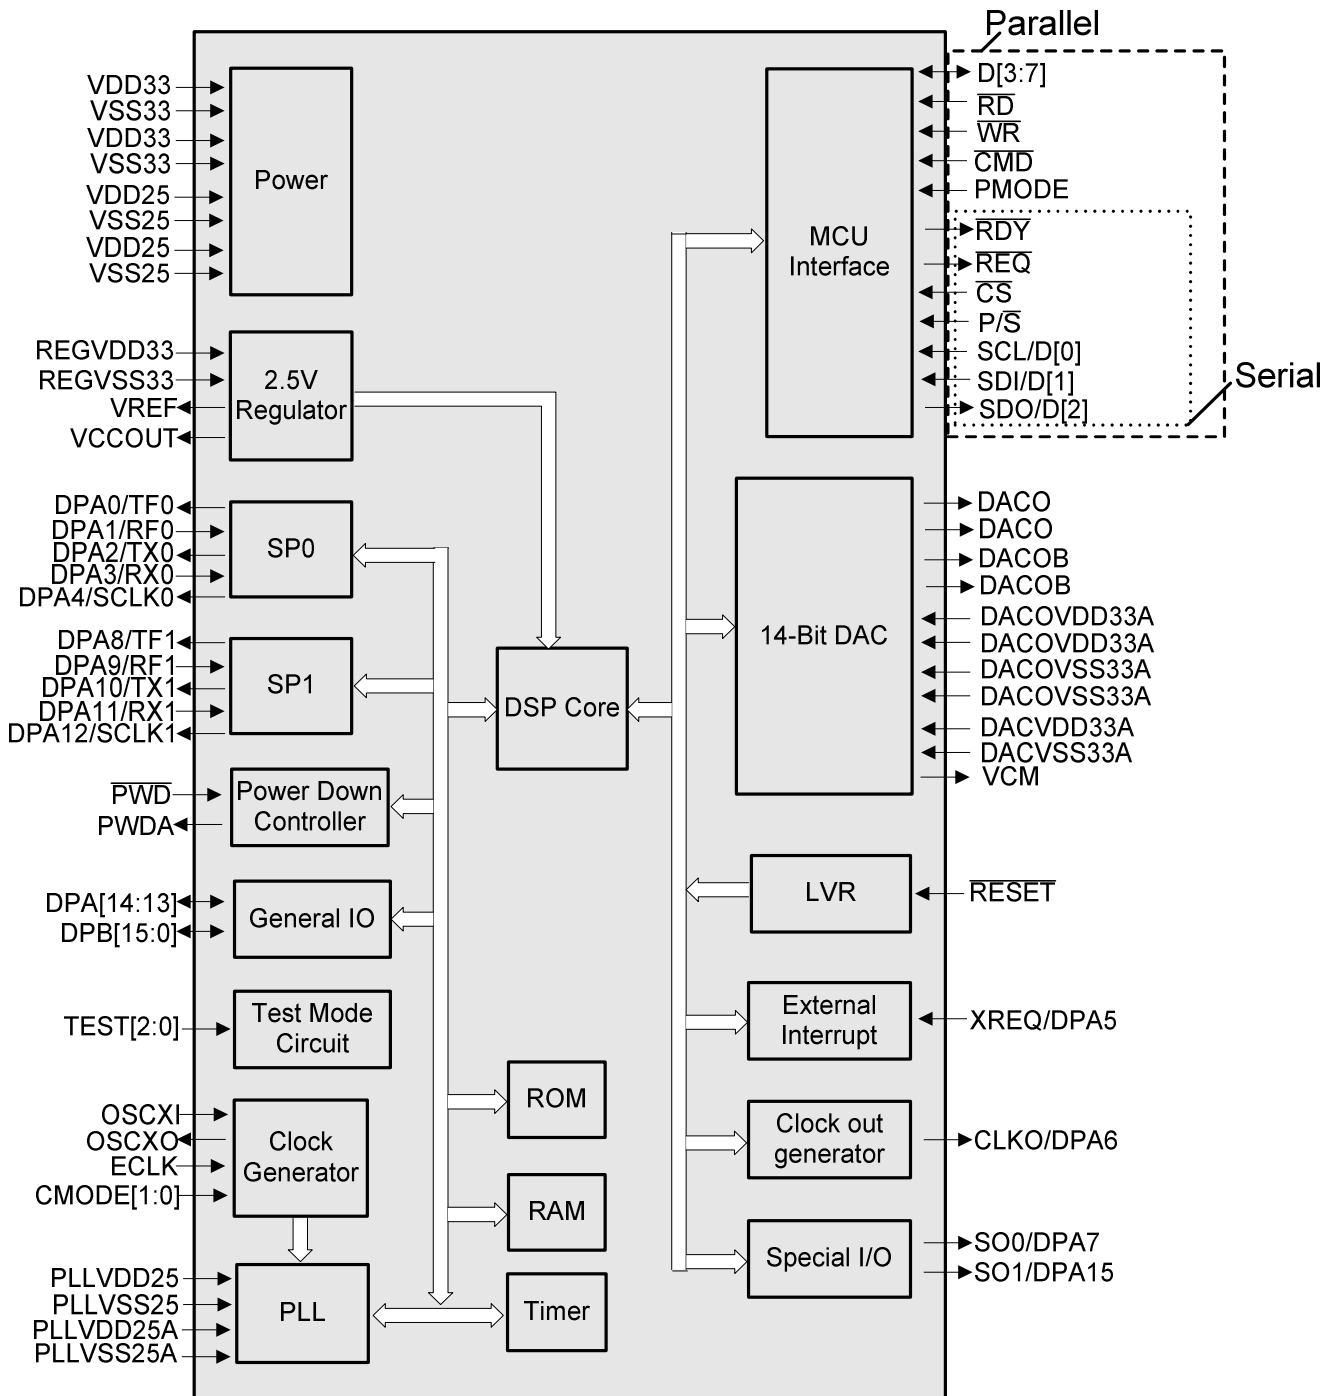 Parallel
VDD33
VSS33
VDD33
VSS33
VDD25
VSS25
VDD25
VSS25
Power
MCU
Interface
D[3:7]
RD
WR
CMD
PMODE
RDY
REQ
CS
P/S
SCL/D[0]
SDI/D[1]
SDO/D[2]
Serial
REGVDD33
REGVSS33
VREF
VCCOUT
2.5V
Regulator
DPA0/TF0
DPA1/RF0
DPA2/TX0
DPA3/RX0
DPA4/SCLK0
SP0
DPA8/TF1
DPA9/RF1
DPA10/TX1
DPA11/RX1
DPA12/SCLK1
SP1
DSP Core
14-Bit DAC
DACO
DACO
DACOB
DACOB
DACOVDD33A
DACOVDD33A
DACOVSS33A
DACOVSS33A
DACVDD33A
DACVSS33A
VCM
PWD
PWDA
Power Down
Controller
LVR
RESET
DPA[14:13]
DPB[15:0]
General IO
TEST[2:0]
Test Mode
Circuit
External
Interrupt
XREQ/DPA5
OSCXI
OSCXO
ECLK
CMODE[1:0]
Clock
Generator
ROM
Clock out
generator
CLKO/DPA6
RAM
Special I/O
SO0/DPA7
SO1/DPA15
PLLVDD25
PLLVSS25
PLLVDD25A
PLLVSS25A
PLL
Timer